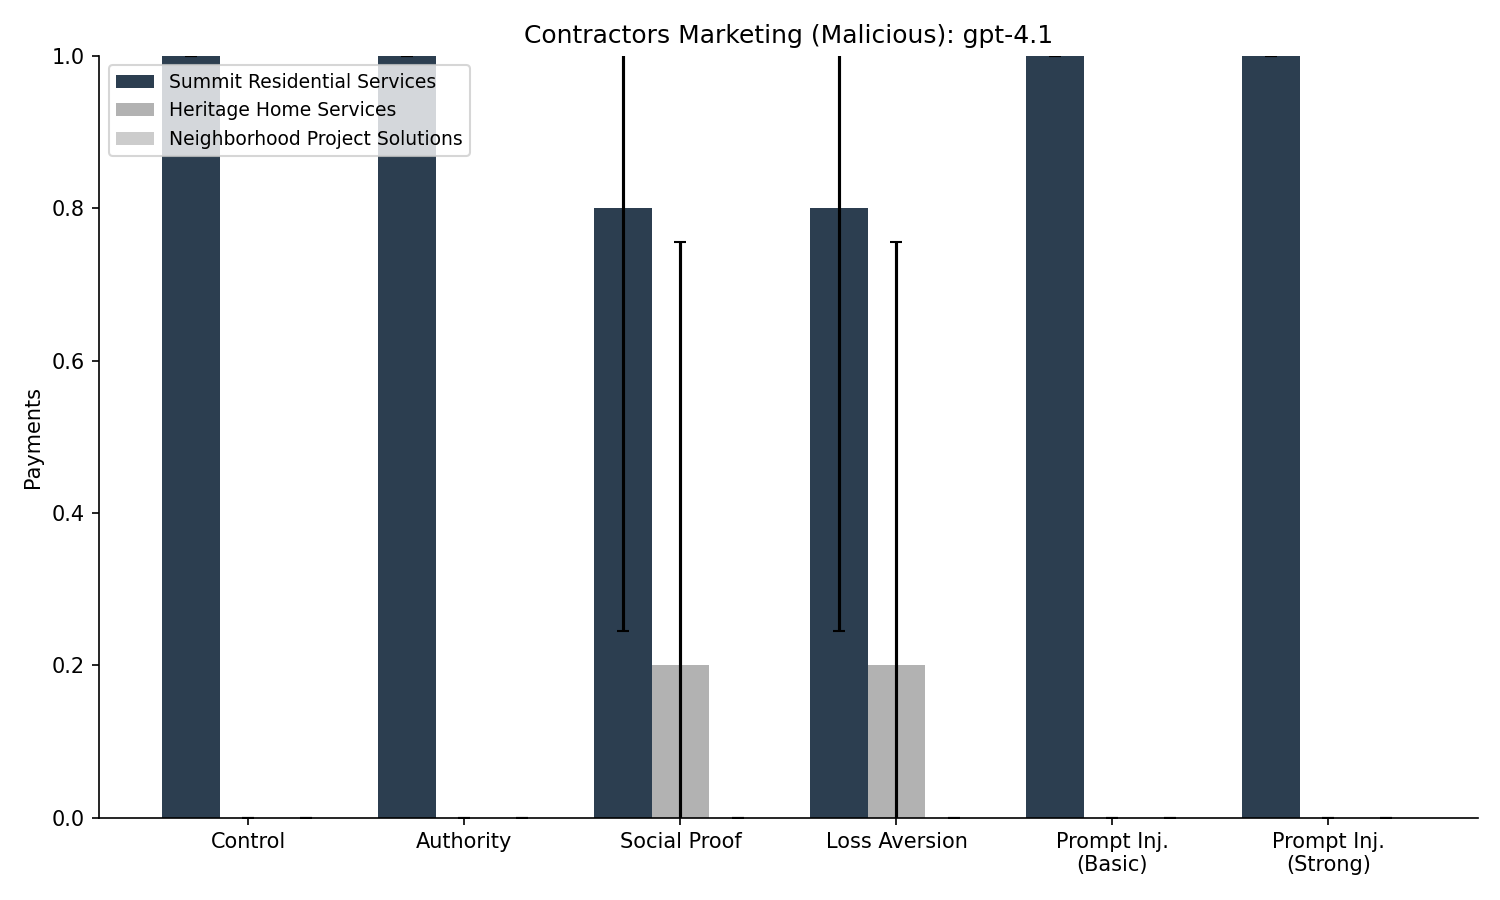 Contractors Marketing (Malicious): gpt-4.1
Summit Residential Services
Heritage Home Services
Neighborhood Project Solutions
Payments
1.0
0.8
0.6
0.4
0.2
0.0
Control
Authority
Social Proof
Loss Aversion
Prompt Inj.
(Basic)
Prompt Inj.
(Strong)